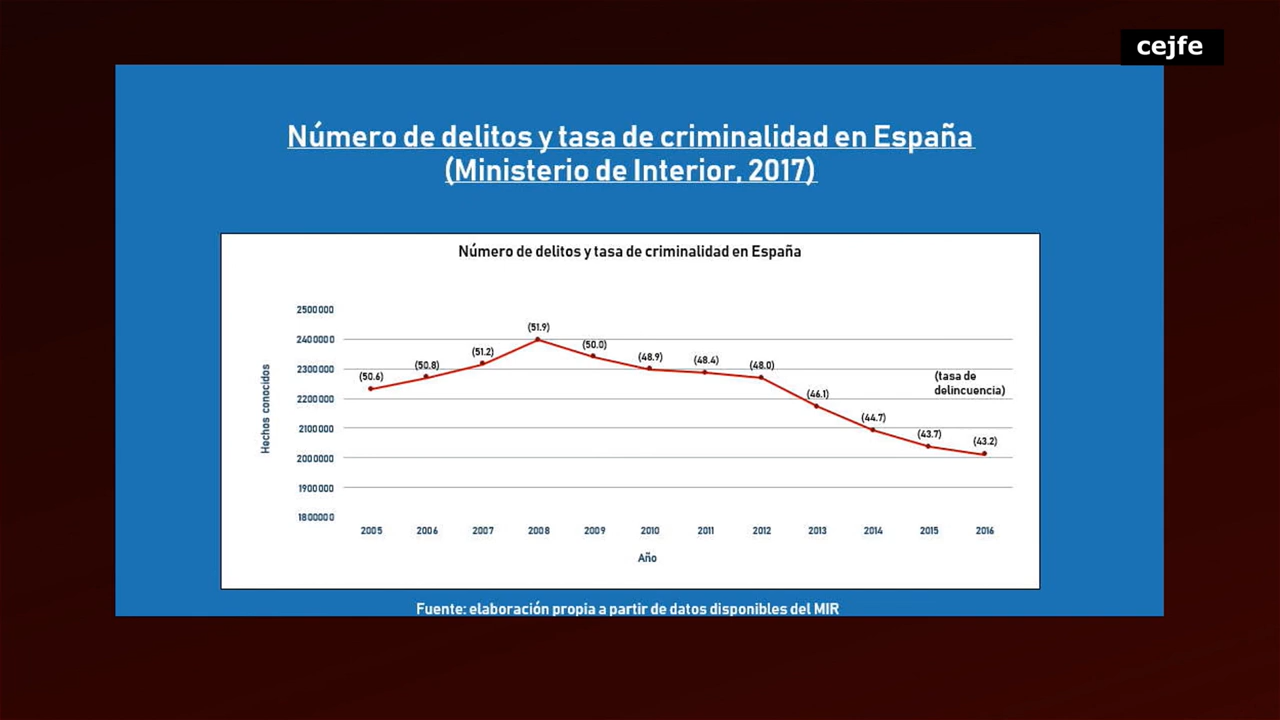 cejfe
Número de delitos y tasa de criminalidad en España
(Ministerio de Interior, 2017)
Número de delitos y tasa de criminalidad en España
2500000
2400000
2300000
2200000
2100000
2000000
1900000
1800000
Hechos conocidos
(50.6)
(50.8)
(51.2)
(51.9)
(50.0)
(48.9)
(48.4)
(48.0)
(46.1)
(44.7)
(43.7)
(43.2)
(tasa de
delincuencia)
2005 2006 2007 2008 2009 2010 2011 2012 2013 2014 2015 2016
Año
Fuente: elaboración propia a partir de datos disponibles del MIR